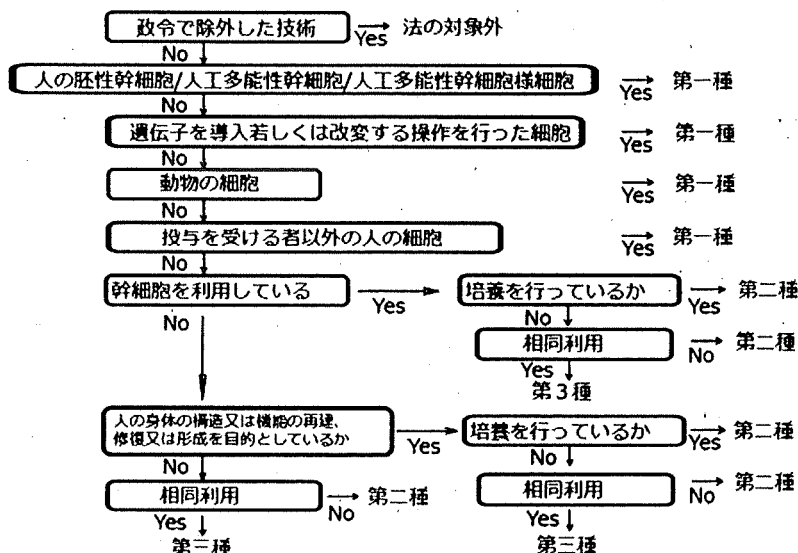 政令で除外した技術 Yes 法の対象外
No
人の胚性幹細胞/人工多能性幹細胞/人工多能性幹細胞様細胞 Yes 第一種
No
遺伝子を導入若しくは改変する操作を行った細胞 Yes 第一種
No
動物の細胞 Yes 第一種
No
投与を受ける者以外の人の細胞 Yes 第一種
No
幹細胞を利用している Yes 培養を行っているか Yes 第二種
No No
相同利用 No 第二種
Yes
第3種
人の身体の構造又は機能の再建、
修復又は形成を目的としているか Yes 培養を行っているか Yes 第二種
No No
相同利用 No 第二種 相同利用 No 第二種
Yes Yes
第三種 第三種